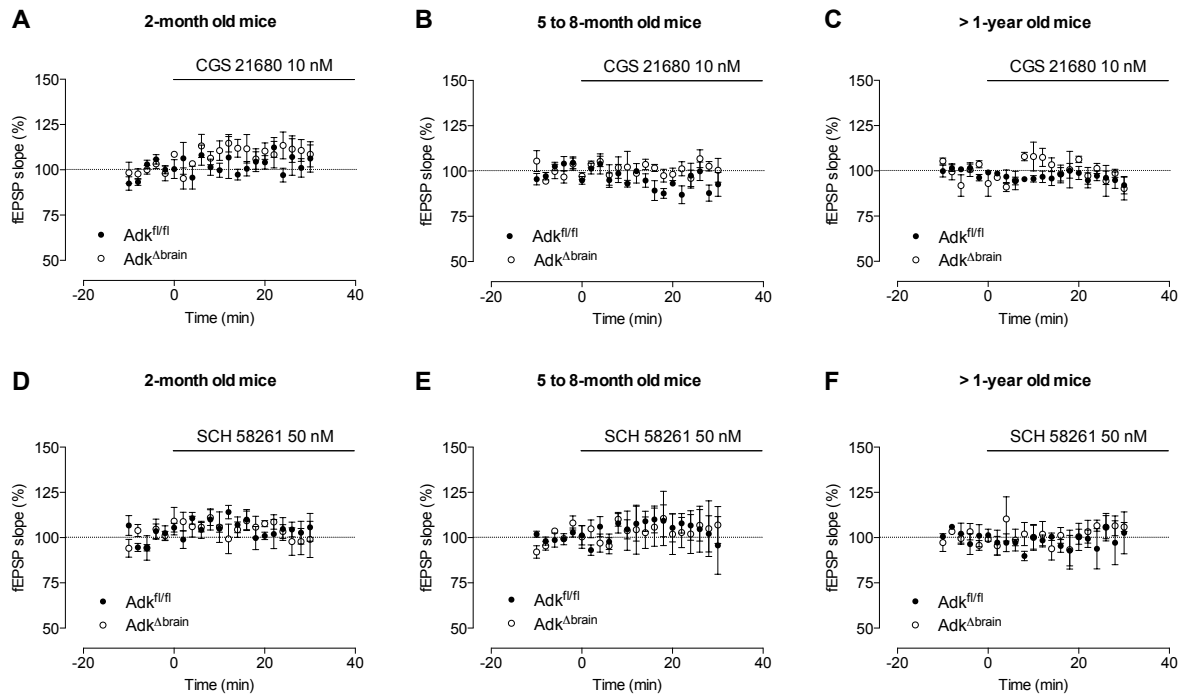 A
2-month old mice
CGS 21680 10 nM
150
125
100
75
50
fEPSP slope (%)
Adk^fl/fl
Adk^Δbrain
-20 0 20 40
Time (min)
B
5 to 8-month old mice
CGS 21680 10 nM
150
125
100
75
50
fEPSP slope (%)
Adk^fl/fl
Adk^Δbrain
-20 0 20 40
Time (min)
C
> 1-year old mice
CGS 21680 10 nM
150
125
100
75
50
fEPSP slope (%)
Adk^fl/fl
Adk^Δbrain
-20 0 20 40
Time (min)
D
2-month old mice
SCH 58261 50 nM
150
125
100
75
50
fEPSP slope (%)
Adk^fl/fl
Adk^Δbrain
-20 0 20 40
Time (min)
E
5 to 8-month old mice
SCH 58261 50 nM
150
125
100
75
50
fEPSP slope (%)
Adk^fl/fl
Adk^Δbrain
-20 0 20 40
Time (min)
F
> 1-year old mice
SCH 58261 50 nM
150
125
100
75
50
fEPSP slope (%)
Adk^fl/fl
Adk^Δbrain
-20 0 20 40
Time (min)